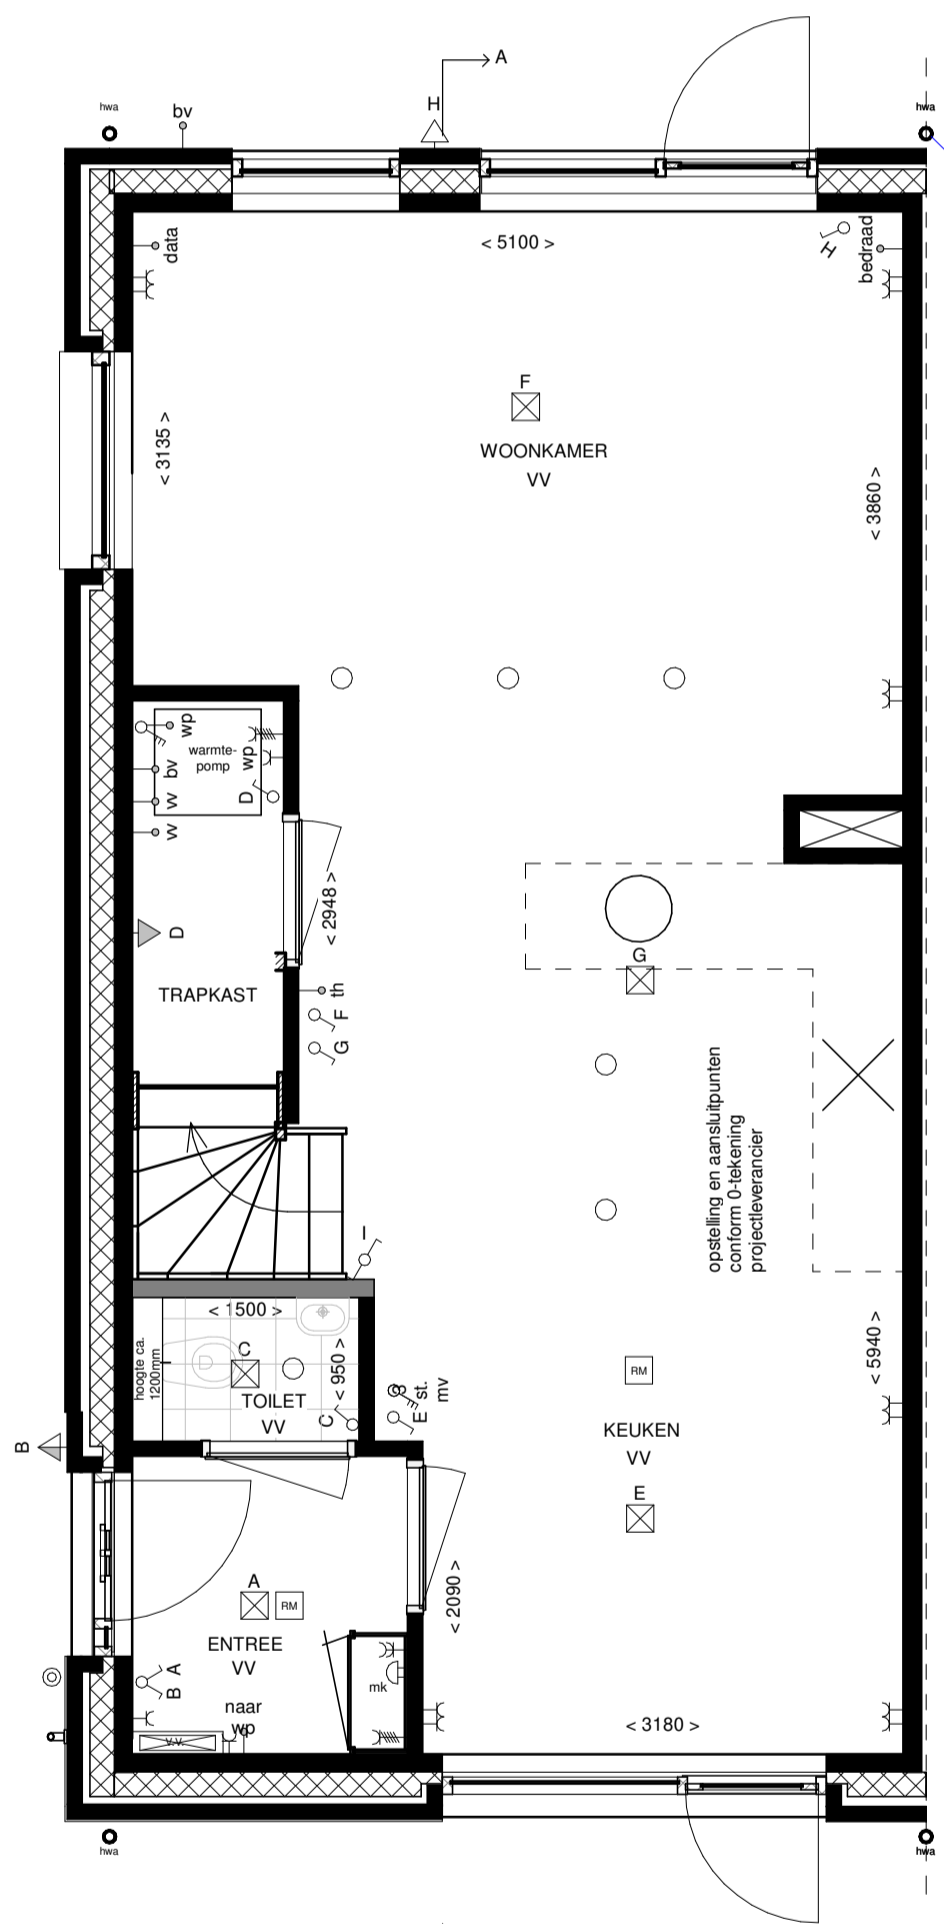 A
hwa
bv
H
hwa
data
< 5100 >
H
bedraad
F
WOONKAMER
VV
< 3135 >
< 3860 >
wp
warmte-
pomp
wp
bv
D
vv
vv
< 2948 >
D
G
TRAPKAST
th
F
G
opstelling en aansluitpunten
conform 0-tekening
projectleverancier
I
< 1500 >
hoogte ca.
1200mm
C
< 950 >
TOILET
VV
C
3
st.
mv
E
RM
< 5940 >
KEUKEN
VV
B
E
A
RM
< 2090 >
ENTREE
VV
A
B
mk
naar
wp
v.v.
< 3180 >
hwa
hwa